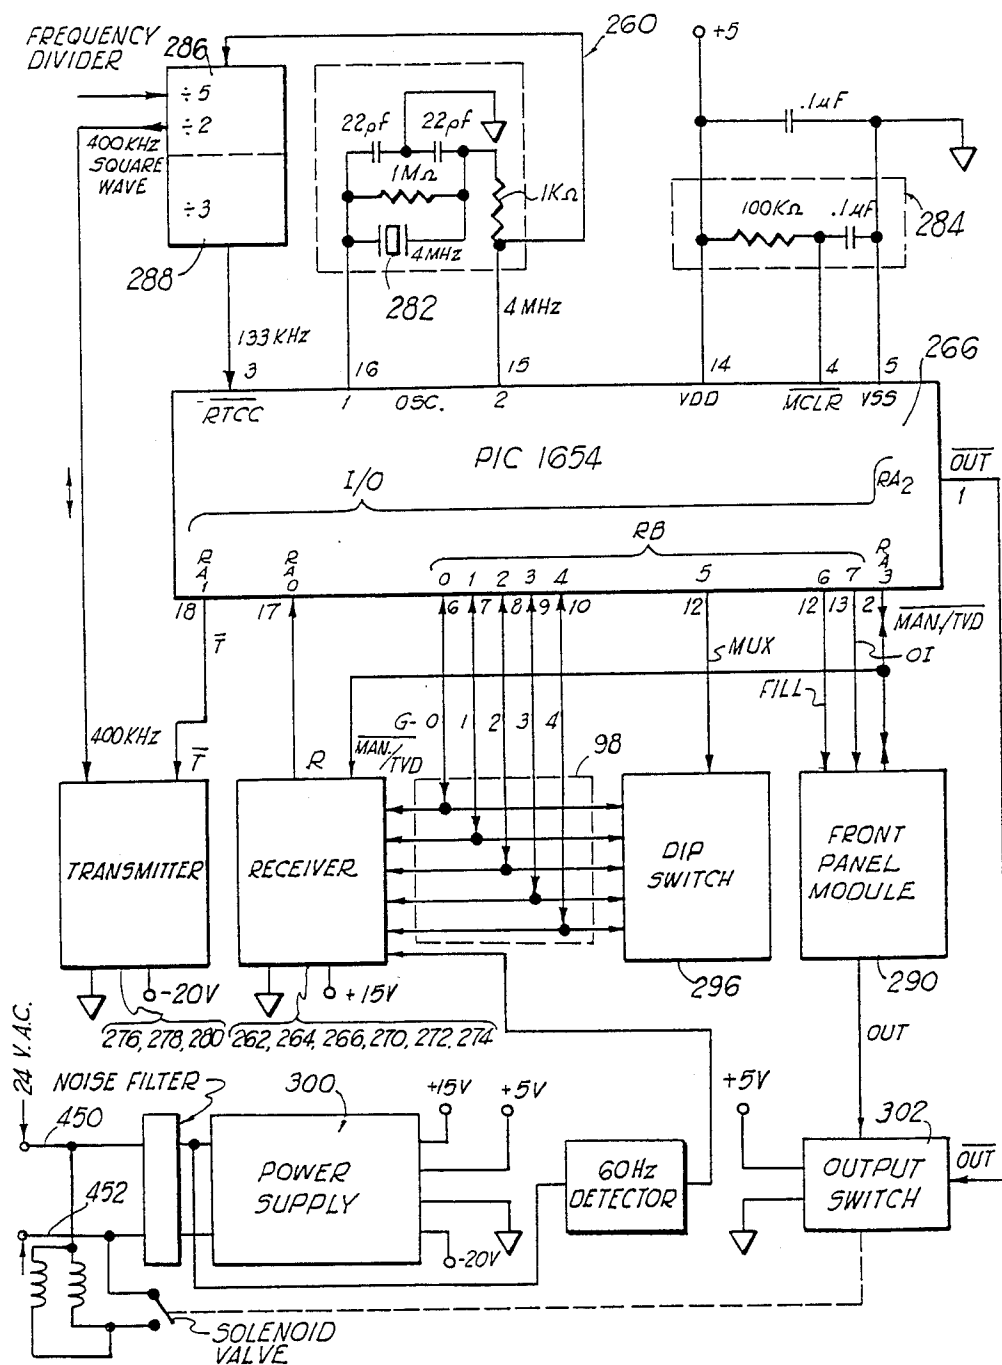 FREQUENCY
DIVIDER
286
260
+5
÷5
÷2
400KHz
SQUARE
WAVE
÷3
288
22pf 22pf
1MΩ
1KΩ
4MHz
282
.1µF
100KΩ
.1µF
284
133 KHz
4 MHz
3 16 15 14 4 5
266
RTCC 1 OSC. 2 VDD MCLR VSS
PIC 1654
OUT
1
I/O
RA2
RB
RA1 RA0 0 1 2 3 4 5 6 7 RA3
18 17 6 7 8 9 10 12 12 13 2
MAN./TVD
T
MUX
OI
FILL
G- 0 1 2 3 4
400KHz
T
R
MAN./TVD
98
TRANSMITTER
RECEIVER
DIP
SWITCH
FRONT
PANEL
MODULE
-20V
+15V
296
290
276, 278, 280
262, 264, 266, 270, 272, 274
OUT
24 V.A.C.
NOISE FILTER
300
+15V
+5V
+5V
302
450
POWER
SUPPLY
60Hz
DETECTOR
OUTPUT
SWITCH
OUT
452
-20V
SOLENOID
VALVE